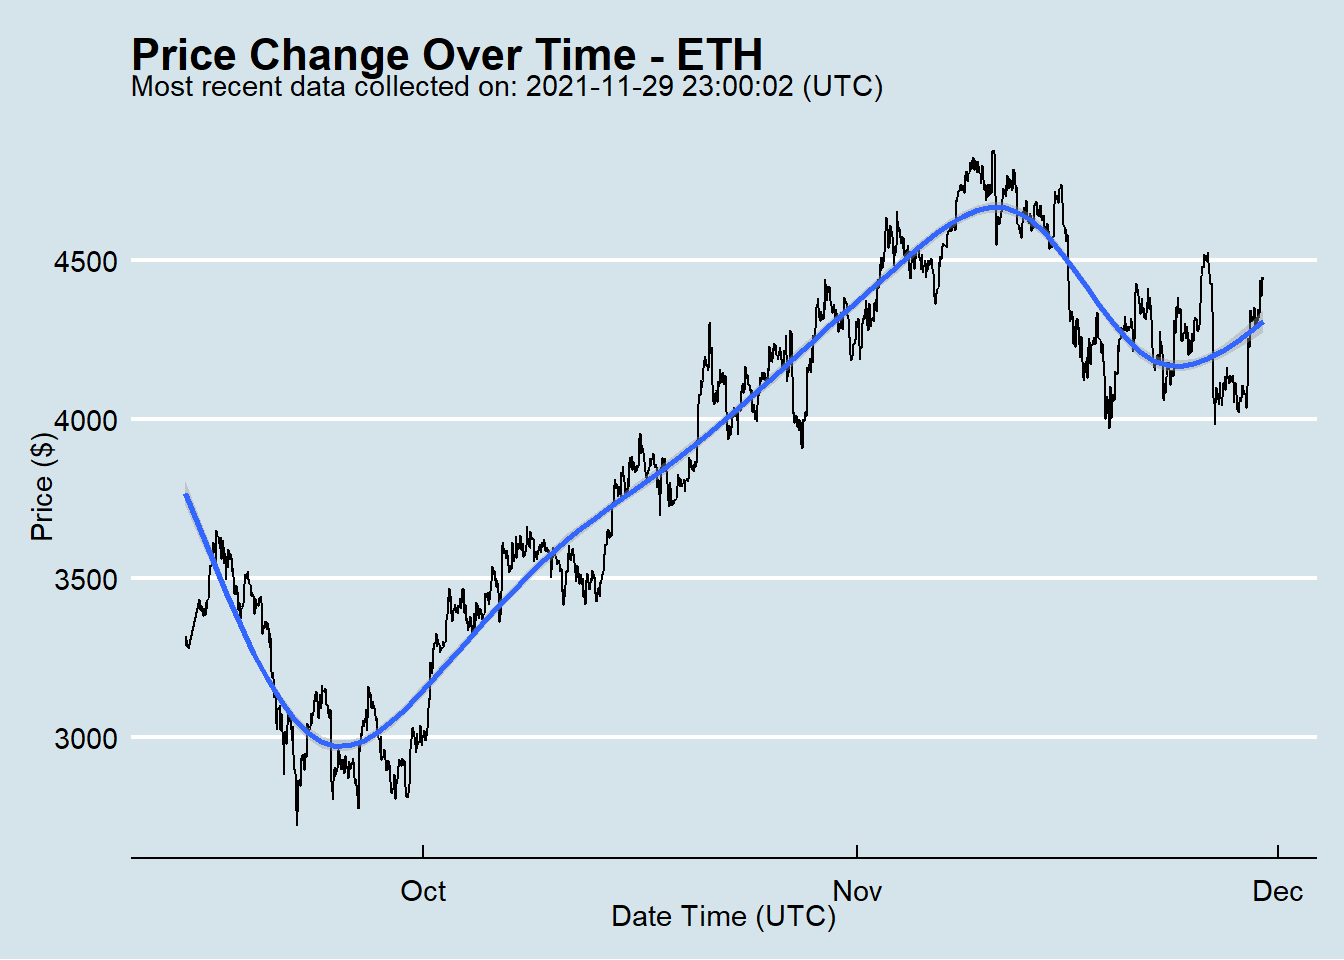 Price Change Over Time - ETH
Most recent data collected on: 2021-11-29 23:00:02 (UTC)
Price ($)
4500
4000
3500
3000
Oct
Nov
Dec
Date Time (UTC)